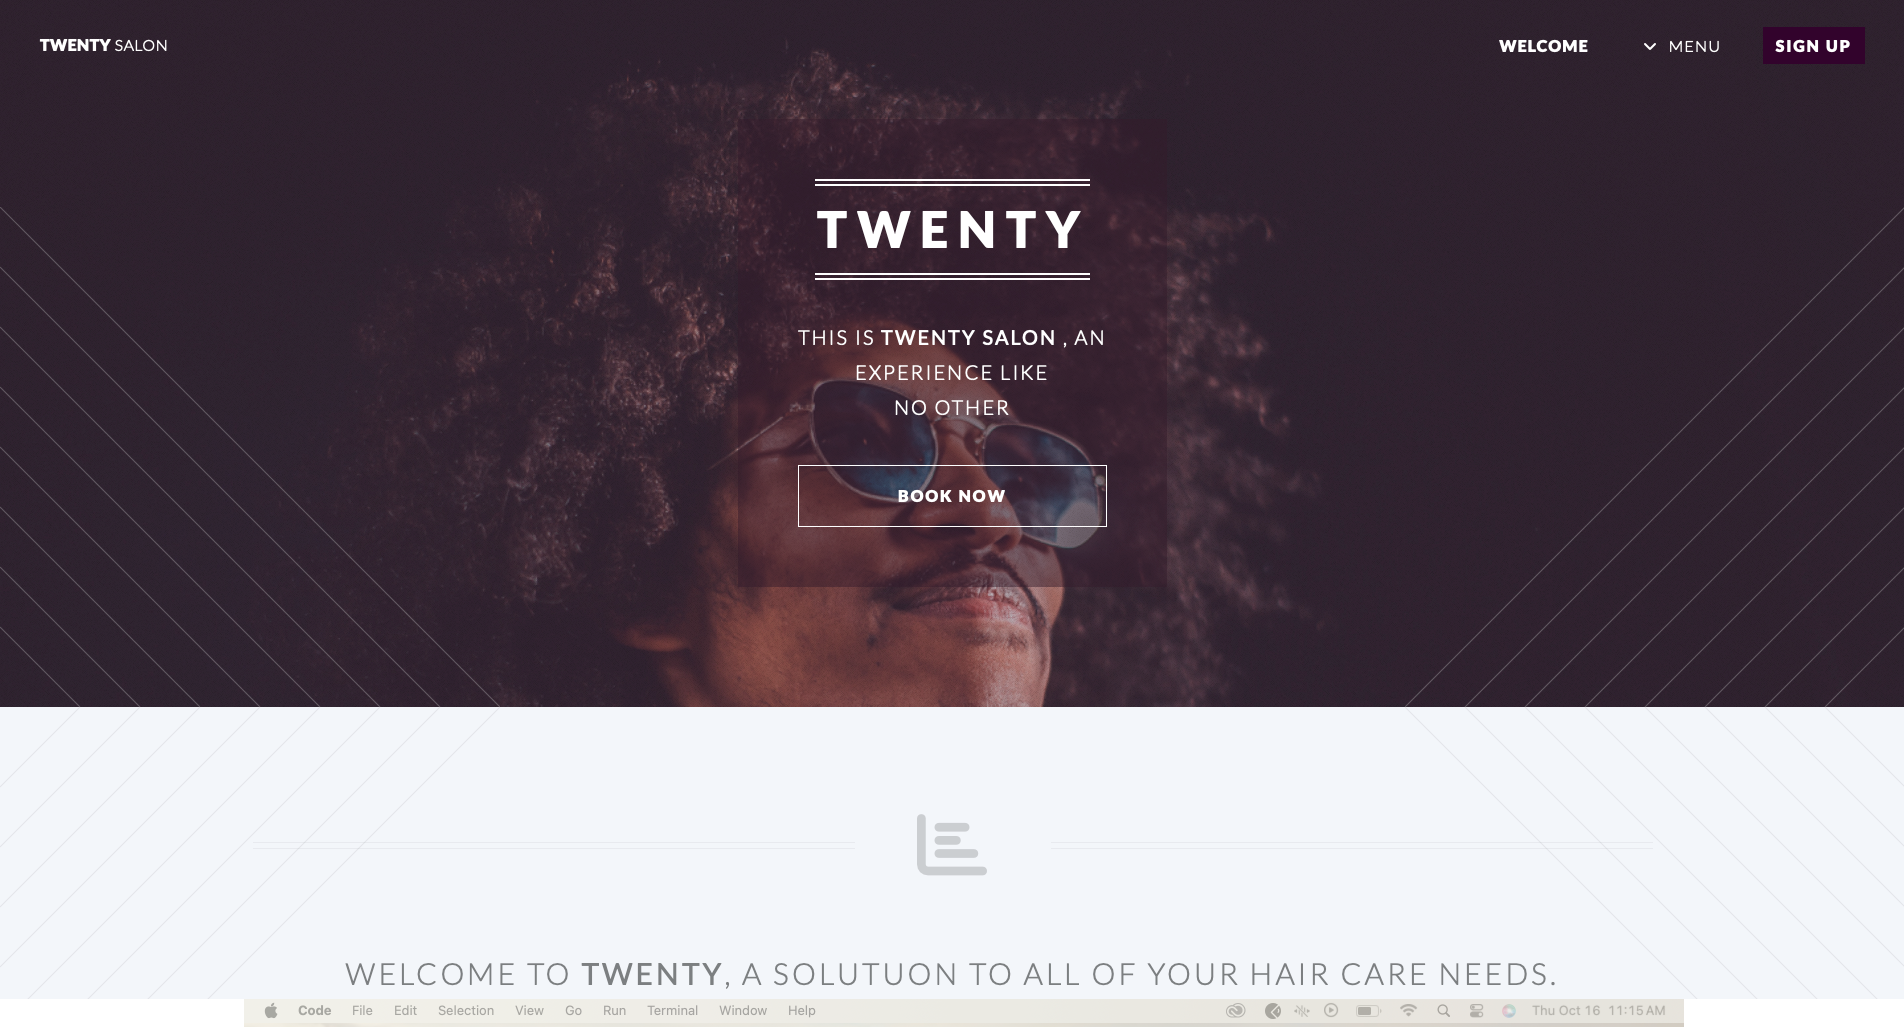 TWENTY SALON
WELCOME
MENU
SIGN UP
TWENTY
THIS IS TWENTY SALON , AN
EXPERIENCE LIKE
NO OTHER
BOOK NOW
WELCOME TO TWENTY, A SOLUTUON TO ALL OF YOUR HAIR CARE NEEDS.
Code File Edit Selection View Go Run Terminal Window Help Thu Oct 16 11:15 AM